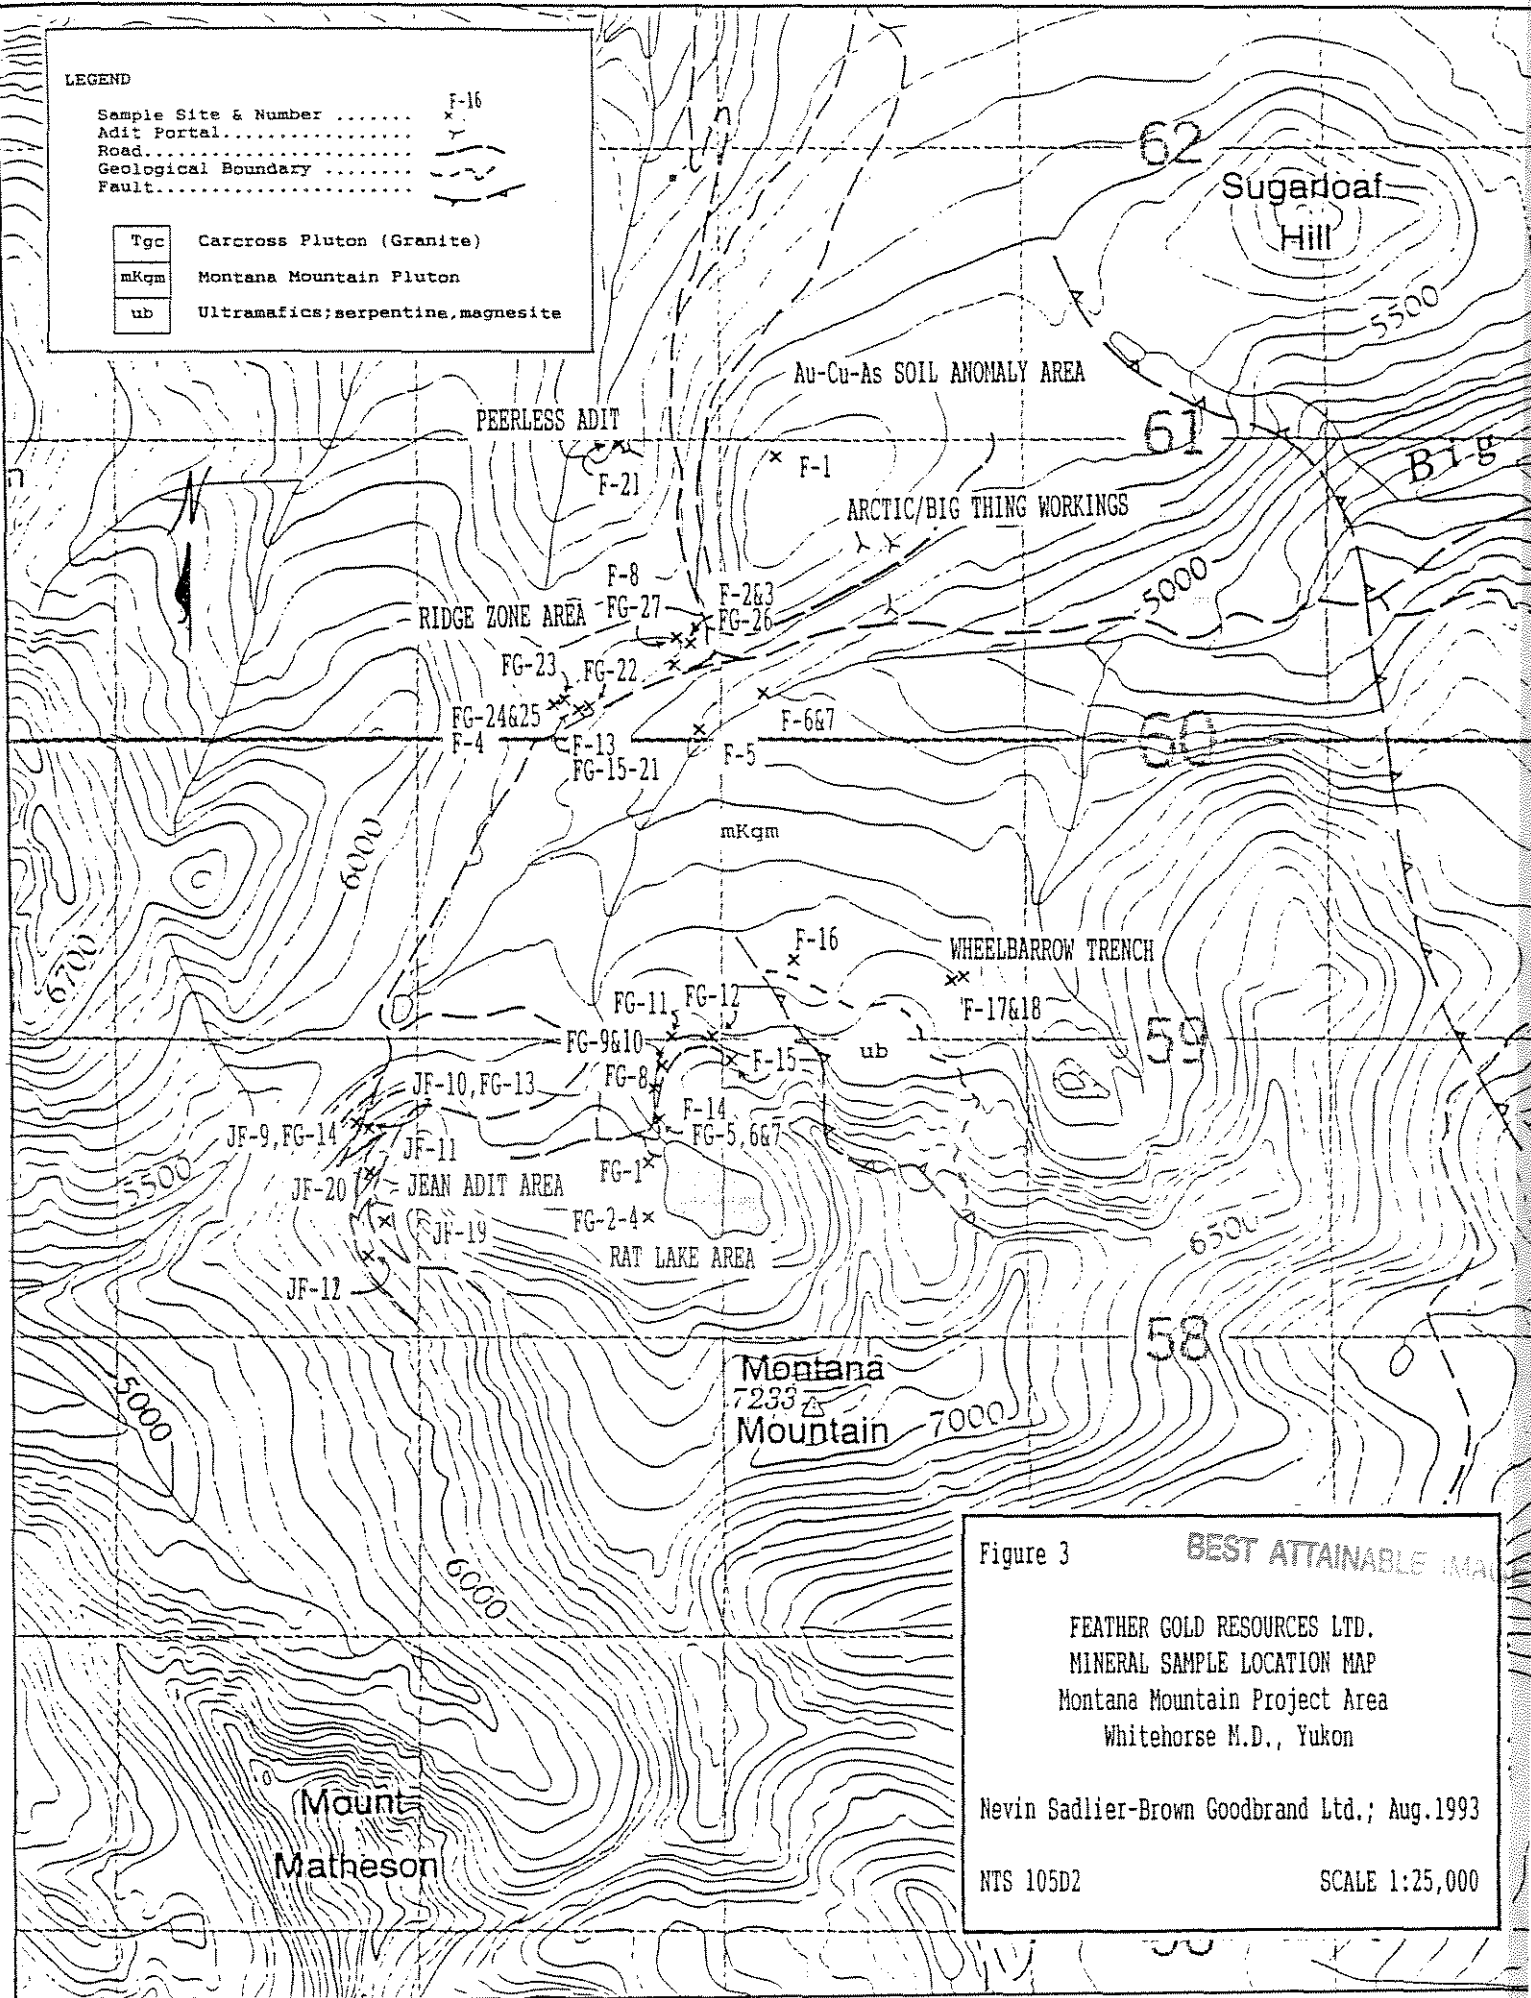 LEGEND
F-16
Sample Site & Number ....... x
Adit Portal.................
Road........................
Geological Boundary ........
Fault.......................
Tgc Carcross Pluton (Granite)
mKgm Montana Mountain Pluton
ub Ultramafics;serpentine,magnesite
62
Sugarloaf
Hill
5500
Au-Cu-As SOIL ANOMALY AREA
PEERLESS ADIT
61
Big
F-1
F-21
N
ARCTIC/BIG THING WORKINGS
F-8
FG-27
F-2&3
FG-26
5000
RIDGE ZONE AREA
FG-23
FG-22
FG-24&25
F-4
F-6&7
60
F-13
FG-15-21
F-5
mKgm
6000
6700
F-16
WHEELBARROW TRENCH
FG-11
FG-12
F-17&18
59
FG-9&10
ub
F-15
FG-8
JF-10,FG-13
F-14
FG-5,6&7
JF-9,FG-14
JF-11
FG-1
5500
JF-20
JEAN ADIT AREA
FG-2-4
JF-19
RAT LAKE AREA
6500
JF-12
58
Montana
7233
Mountain
7000
5000
6000
Mount
Matheson
Figure 3
BEST ATTAINABLE IMAGE
FEATHER GOLD RESOURCES LTD.
MINERAL SAMPLE LOCATION MAP
Montana Mountain Project Area
Whitehorse M.D., Yukon
Nevin Sadlier-Brown Goodbrand Ltd.; Aug.1993
NTS 105D2 SCALE 1:25,000